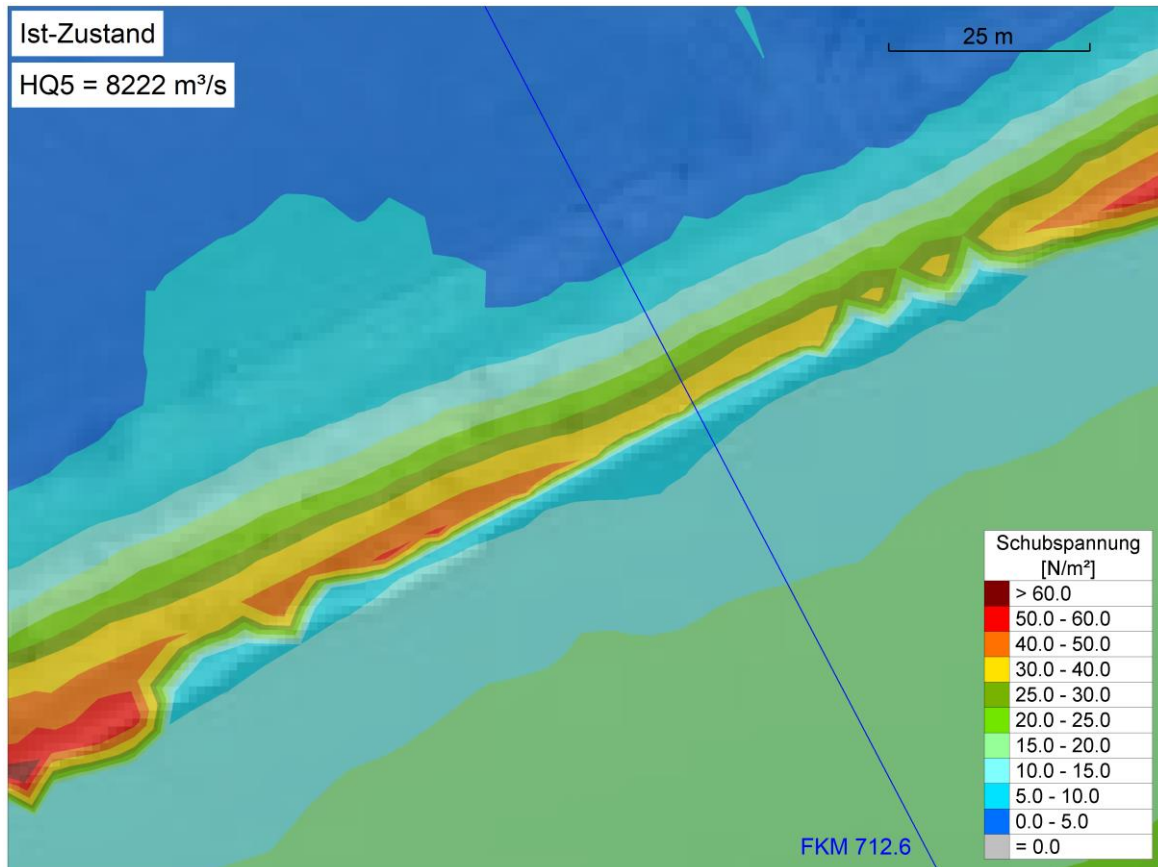 Ist-Zustand
HQ5 = 8222 m³/s
25 m
Schubspannung
[N/m²]
> 60.0
50.0 - 60.0
40.0 - 50.0
30.0 - 40.0
25.0 - 30.0
20.0 - 25.0
15.0 - 20.0
10.0 - 15.0
5.0 - 10.0
0.0 - 5.0
= 0.0
FKM 712.6